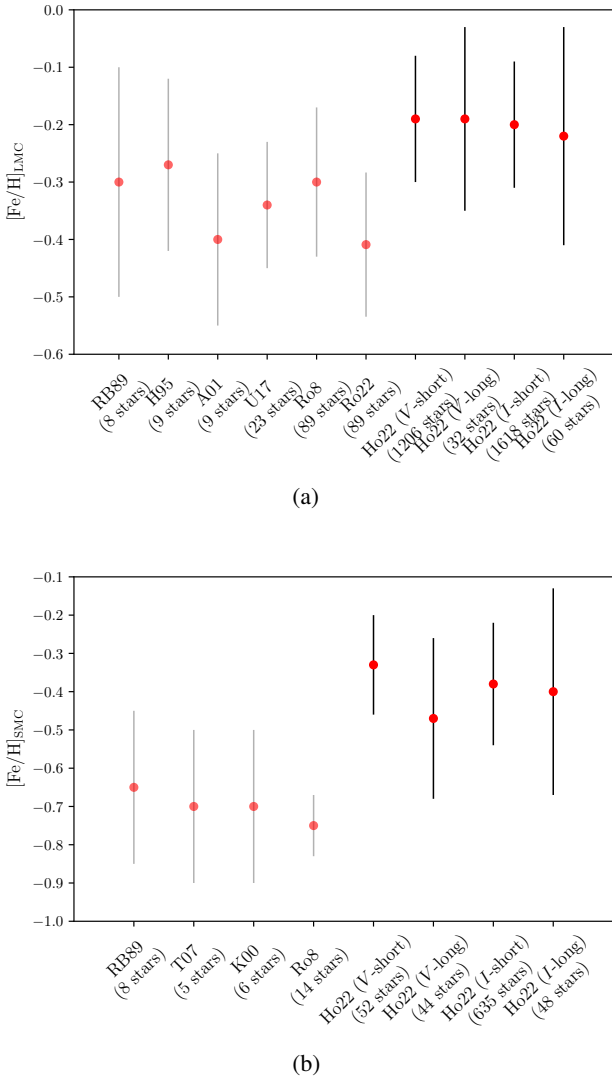 0.0
−0.1
−0.2
−0.3
−0.4
−0.5
−0.6
[Fe/H]LMC
RB89
(8 stars)
H95
(9 stars)
A01
(9 stars)
U17
(23 stars)
Ro8
(89 stars)
Ro22
(89 stars)
Ho22 (V-short)
(1206 stars)
Ho22 (V-long)
(32 stars)
Ho22 (I-short)
(1618 stars)
Ho22 (I-long)
(60 stars)
(a)
−0.1
−0.2
−0.3
−0.4
−0.5
−0.6
−0.7
−0.8
−0.9
−1.0
[Fe/H]SMC
RB89
(8 stars)
T07
(5 stars)
K00
(6 stars)
Ro8
(14 stars)
Ho22 (V-short)
(52 stars)
Ho22 (V-long)
(44 stars)
Ho22 (I-short)
(635 stars)
Ho22 (I-long)
(48 stars)
(b)